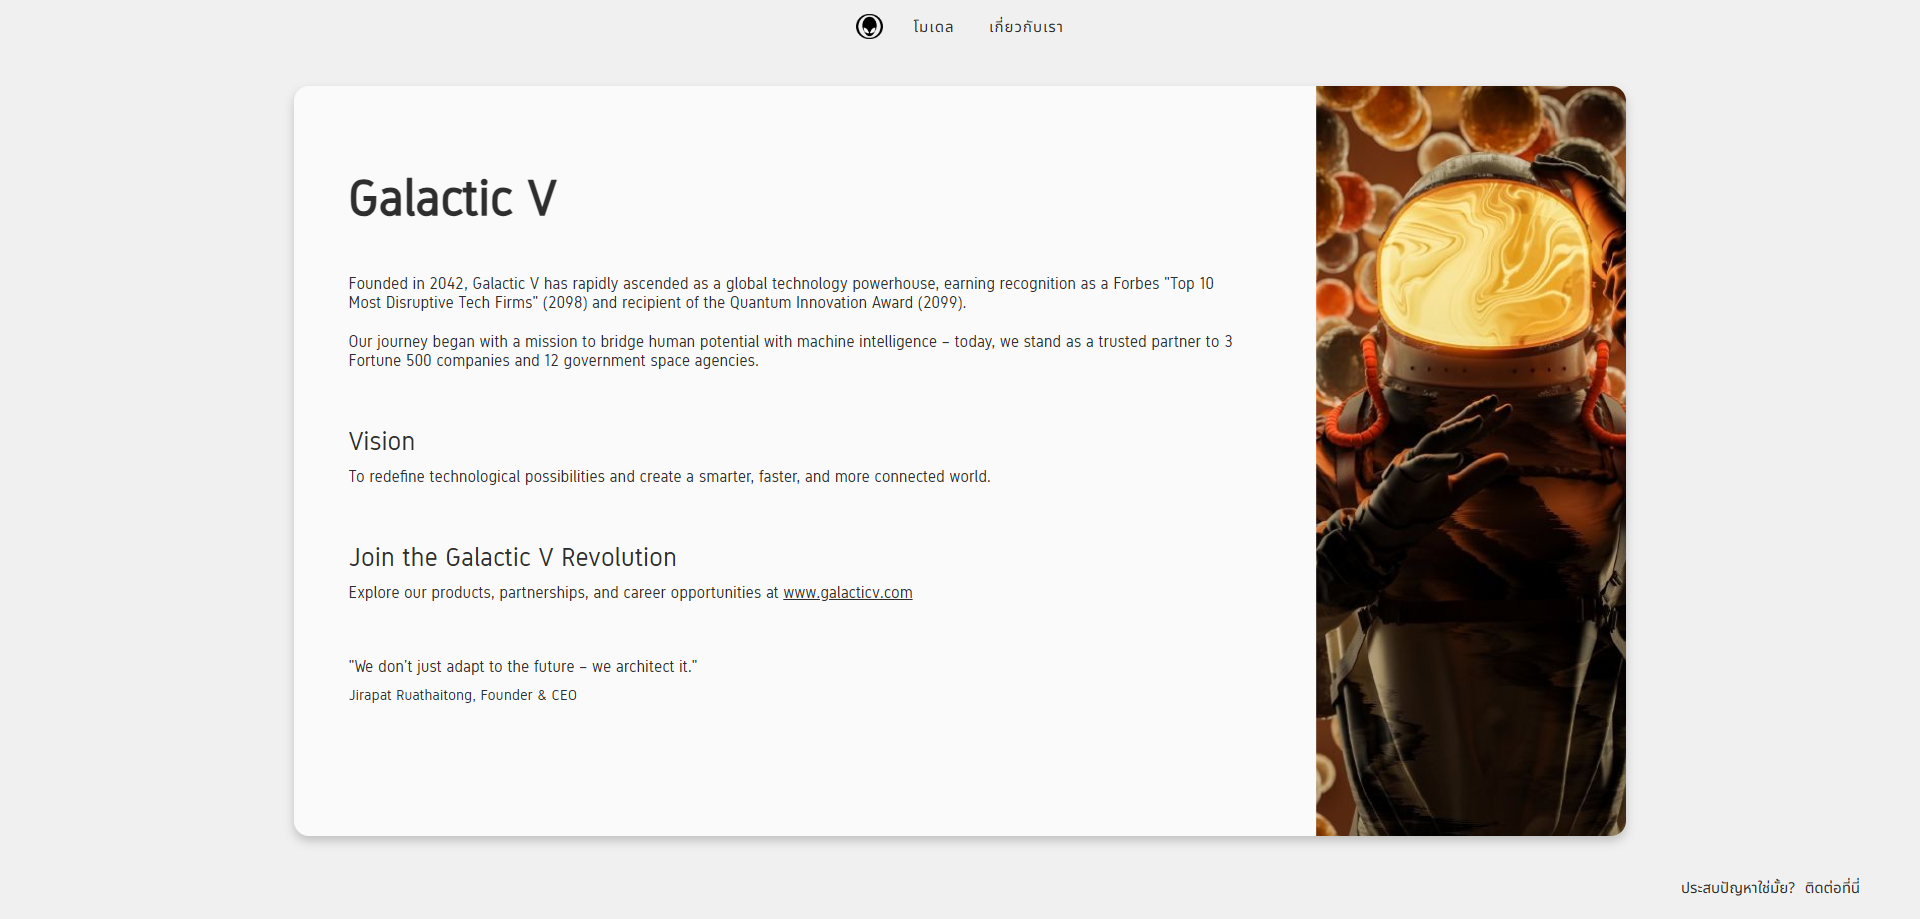 โมเดล เกี่ยวกับเรา
Galactic V
Founded in 2042, Galactic V has rapidly ascended as a global technology powerhouse, earning recognition as a Forbes "Top 10
Most Disruptive Tech Firms" (2098) and recipient of the Quantum Innovation Award (2099).
Our journey began with a mission to bridge human potential with machine intelligence – today, we stand as a trusted partner to 3
Fortune 500 companies and 12 government space agencies.
Vision
To redefine technological possibilities and create a smarter, faster, and more connected world.
Join the Galactic V Revolution
Explore our products, partnerships, and career opportunities at www.galacticv.com
"We don't just adapt to the future – we architect it."
Jirapat Ruathaitong, Founder & CEO
ประสบปัญหาใช่มั้ย? ติดต่อที่นี่